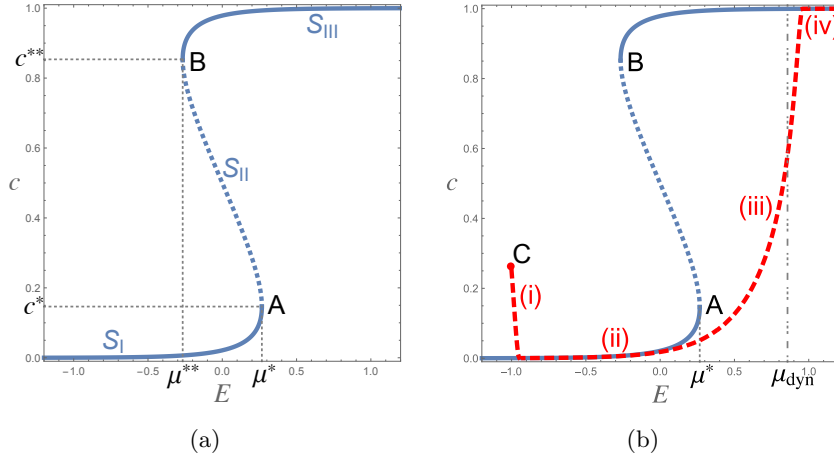 1.0
S_III
c**
B
0.8
0.6
S_II
c
0.4
0.2
c*
A
S_I
0.0
-1.0 -0.5 0.0 0.5 1.0
μ** μ*
E
(a)
1.0
(iv)
B
0.8
0.6
c
0.4
(iii)
C
0.2
(i)
A
(ii)
0.0
-1.0 -0.5 0.0 0.5 1.0
μ* μ_dyn
E
(b)